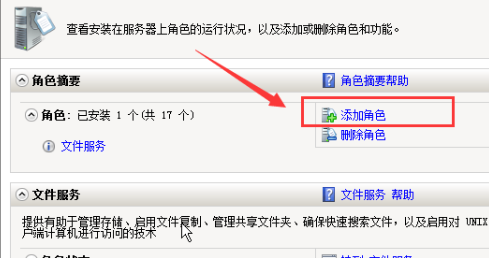 查看安装在服务器上角色的运行状况，以及添加或删除角色和功能。
角色摘要
角色摘要帮助
角色: 已安装 1 个(共 17 个)
添加角色
删除角色
文件服务
文件服务
文件服务 帮助
提供有助于管理存储、启用文件复制、管理共享文件夹、确保快速搜索文件，以及启用对 UNIX
户端计算机进行访问的技术